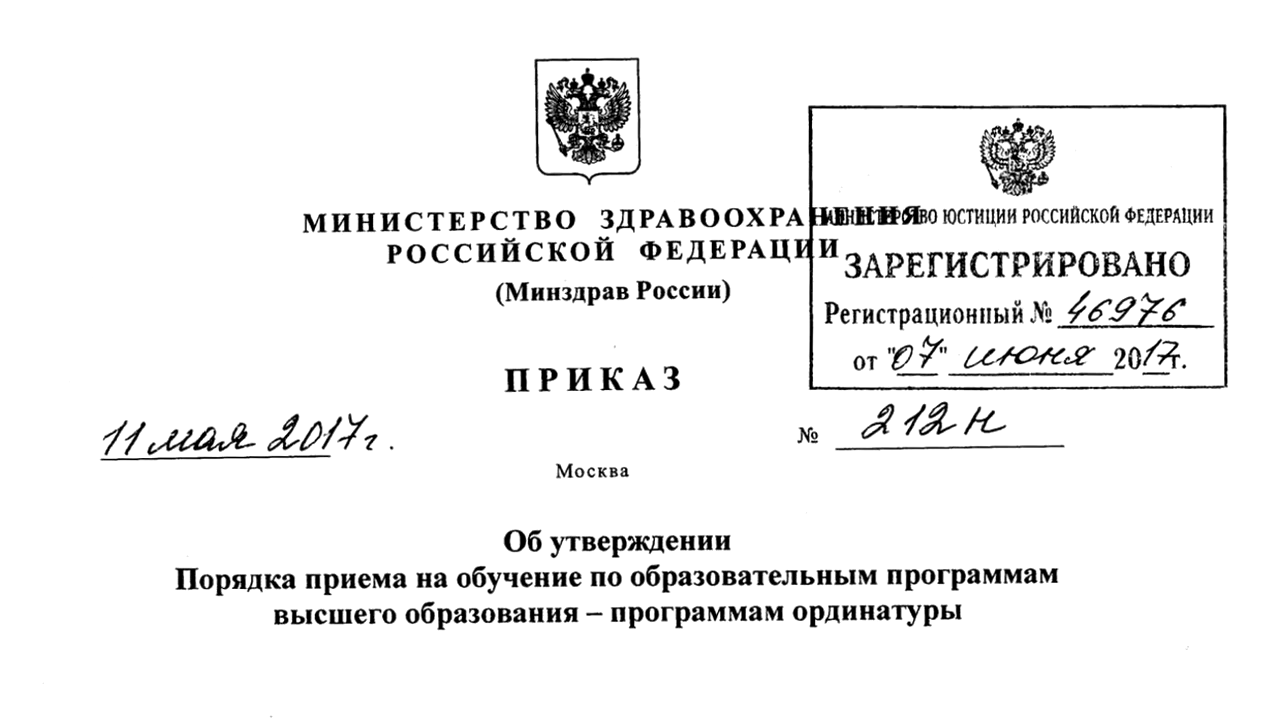 МИНИСТЕРСТВО ЗДРАВООХРАНЕНИЯ
РОССИЙСКОЙ ФЕДЕРАЦИИ
(Минздрав России)
МИНИСТЕРСТВО ЮСТИЦИИ РОССИЙСКОЙ ФЕДЕРАЦИИ
ЗАРЕГИСТРИРОВАНО
Регистрационный № 46976
от "07" июня 2017г.
ПРИКАЗ
11 мая 2017г.
№ 212н
Москва
Об утверждении
Порядка приема на обучение по образовательным программам
высшего образования – программам ординатуры